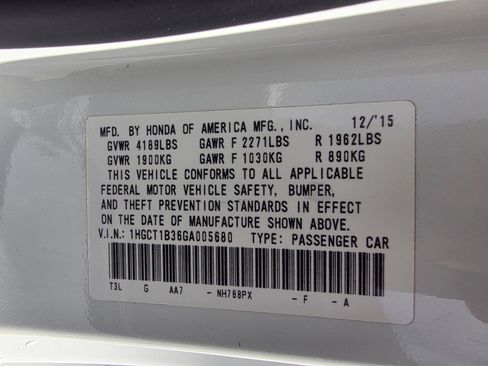 MFD. BY HONDA OF AMERICA MFG., INC. 12/'15
GVWR 4189LBS GAWR F 2271LBS R 1962LBS
GVWR 1900KG GAWR F 1030KG R 890KG
THIS VEHICLE CONFORMS TO ALL APPLICABLE
FEDERAL MOTOR VEHICLE SAFETY, BUMPER,
AND THEFT PREVENTION STANDARDS IN EFFECT
ON THE DATE OF MANUFACTURE SHOWN ABOVE.
V.I.N.: 1HGCT1B36GA005680 TYPE: PASSENGER CAR
T3L G AA7 - NH788PX - F - A